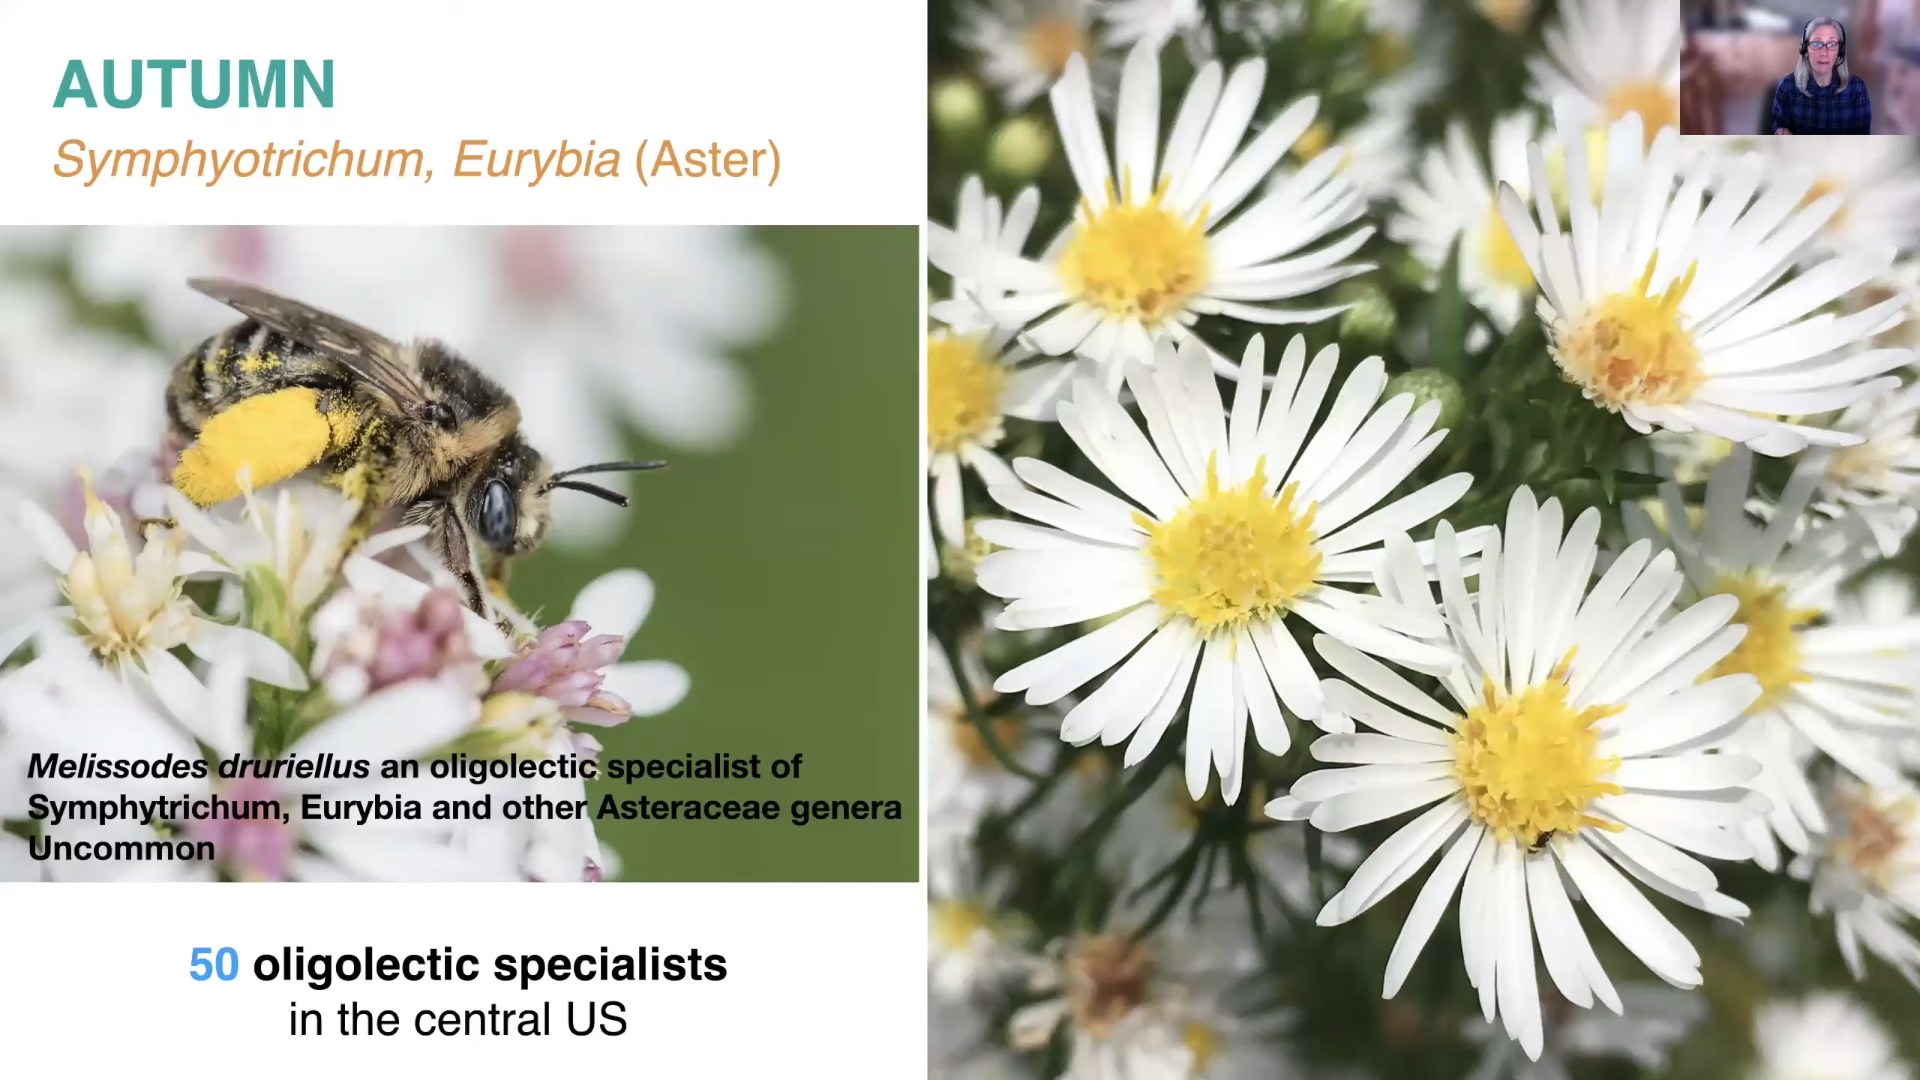 AUTUMN
Symphyotrichum, Eurybia (Aster)
Melissodes druriellus an oligolectic specialist of
Symphytrichum, Eurybia and other Asteraceae genera
Uncommon
50 oligolectic specialists
in the central US